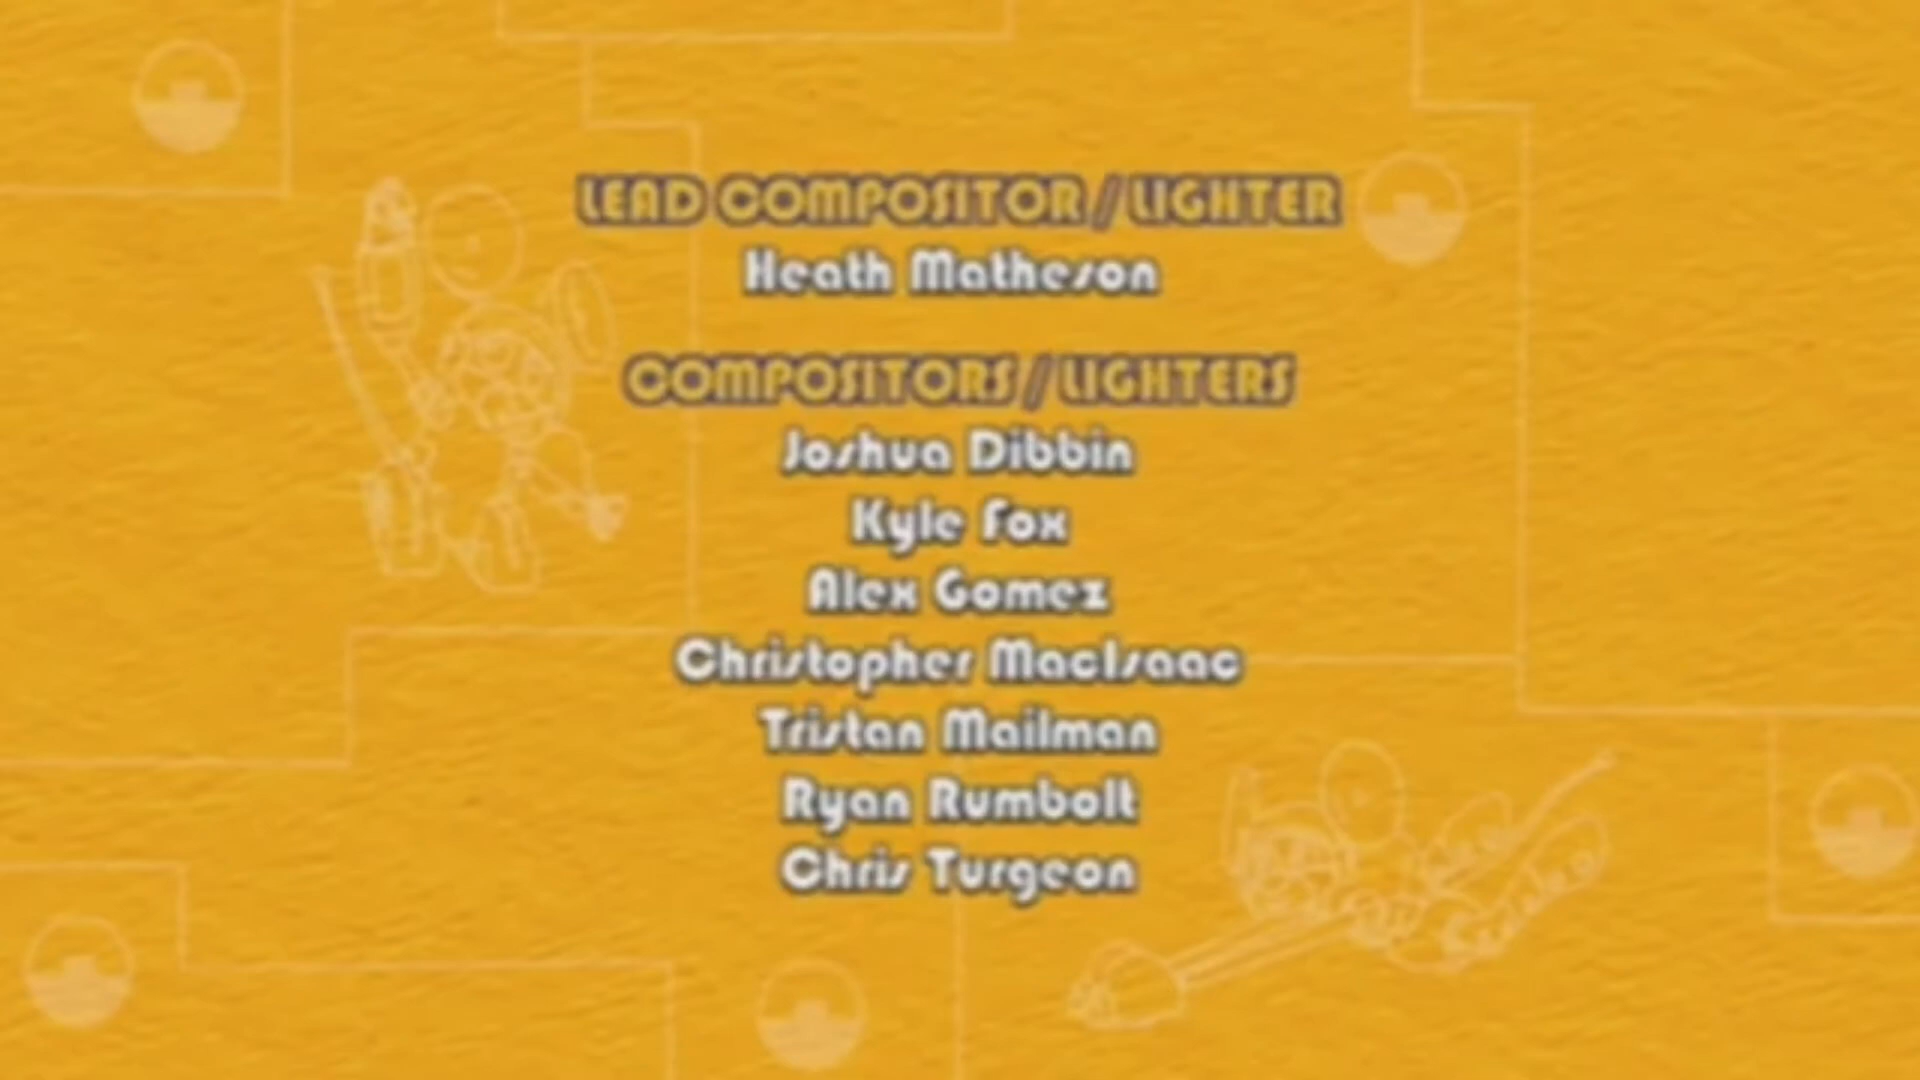 LEAD COMPOSITOR / LIGHTER
Heath Matheson
COMPOSITORS / LIGHTERS
Joshua Dibbin
Kyle Fox
Alex Gomez
Christopher MacIsaac
Tristan Mailman
Ryan Rumbolt
Chris Turgeon